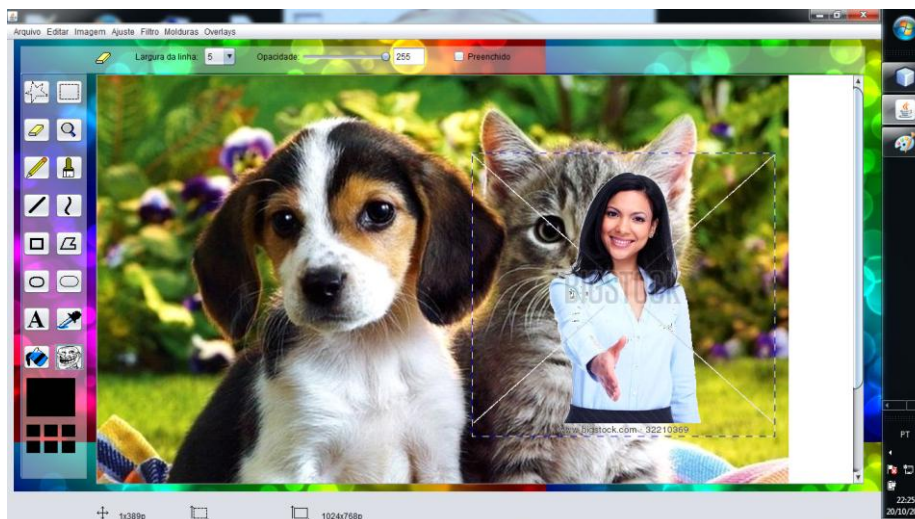 Arquivo Editar Imagem Ajuste Filtro Molduras Overlays
Largura da linha: 5 Opacidade: 255 Preenchido
A
BIGSTOCK
www.bigstock.com · 32210369
PT
22:25
20/10/2
1x389p 1024x768p